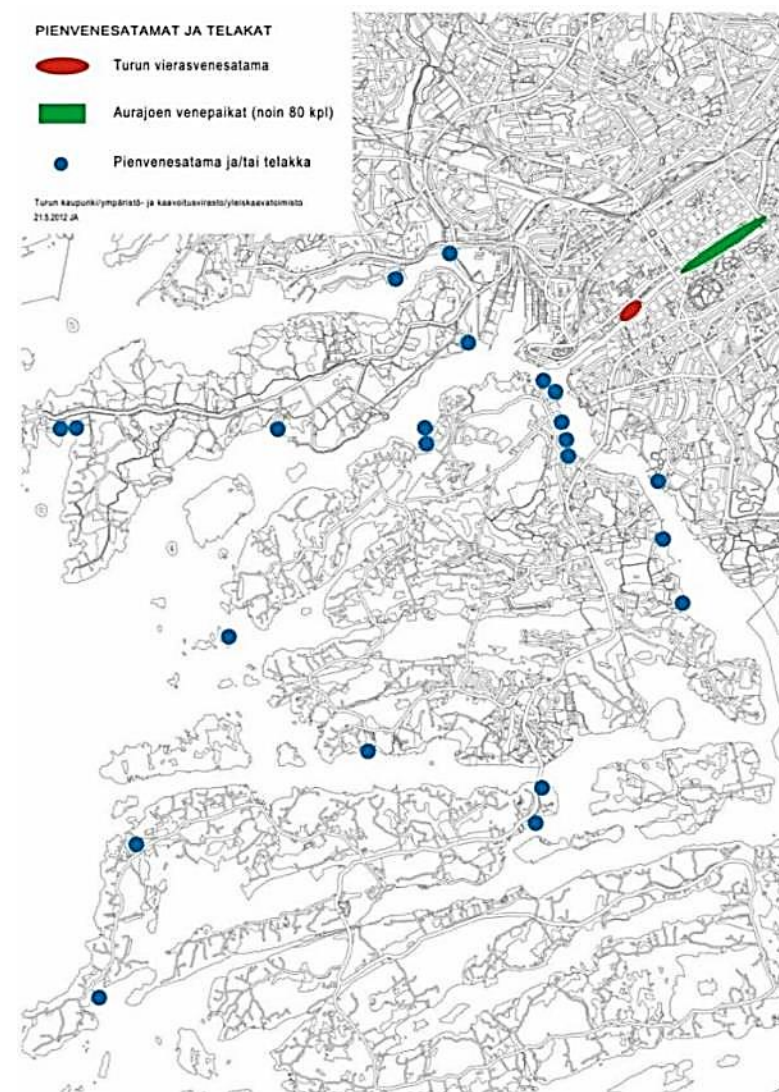 PIENVENESATAMAT JA TELAKAT
Turun vierasvenesatama
Aurajoen venepaikat (noin 80 kpl)
Pienvenesatama ja/tai telakka
Turun kaupunki/ympäristö- ja kaavoitusvirasto/yleiskaavatoimisto
21.5.2012 JA